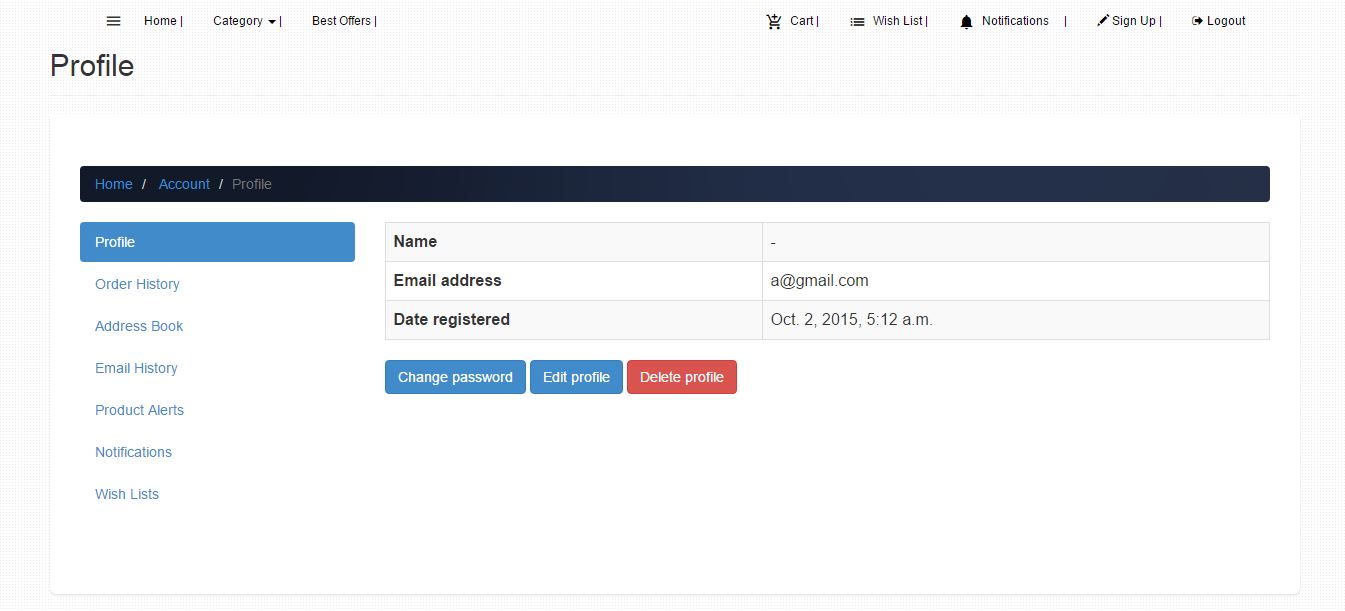 Home | Category | Best Offers | Cart | Wish List | Notifications | Sign Up | Logout
Profile
Home / Account / Profile
Profile
Order History
Address Book
Email History
Product Alerts
Notifications
Wish Lists
Name -
Email address a@gmail.com
Date registered Oct. 2, 2015, 5:12 a.m.
Change password Edit profile Delete profile